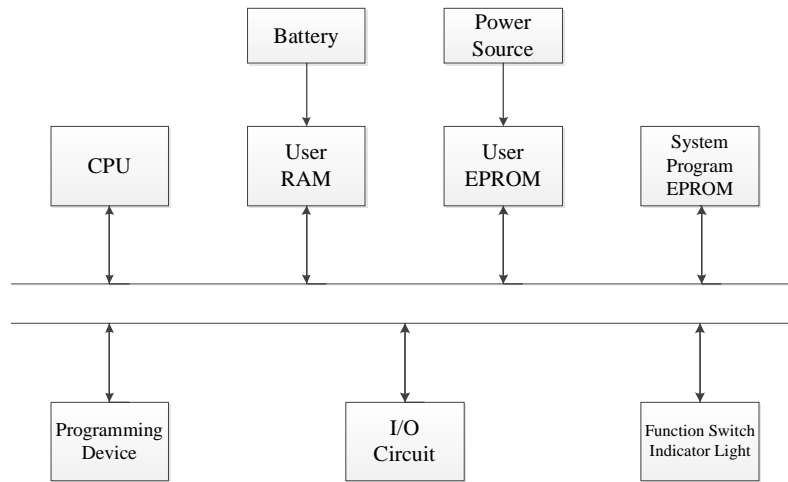 Battery
Power
Source
CPU
User
RAM
User
EPROM
System
Program
EPROM
Programming
Device
I/O
Circuit
Function Switch
Indicator Light